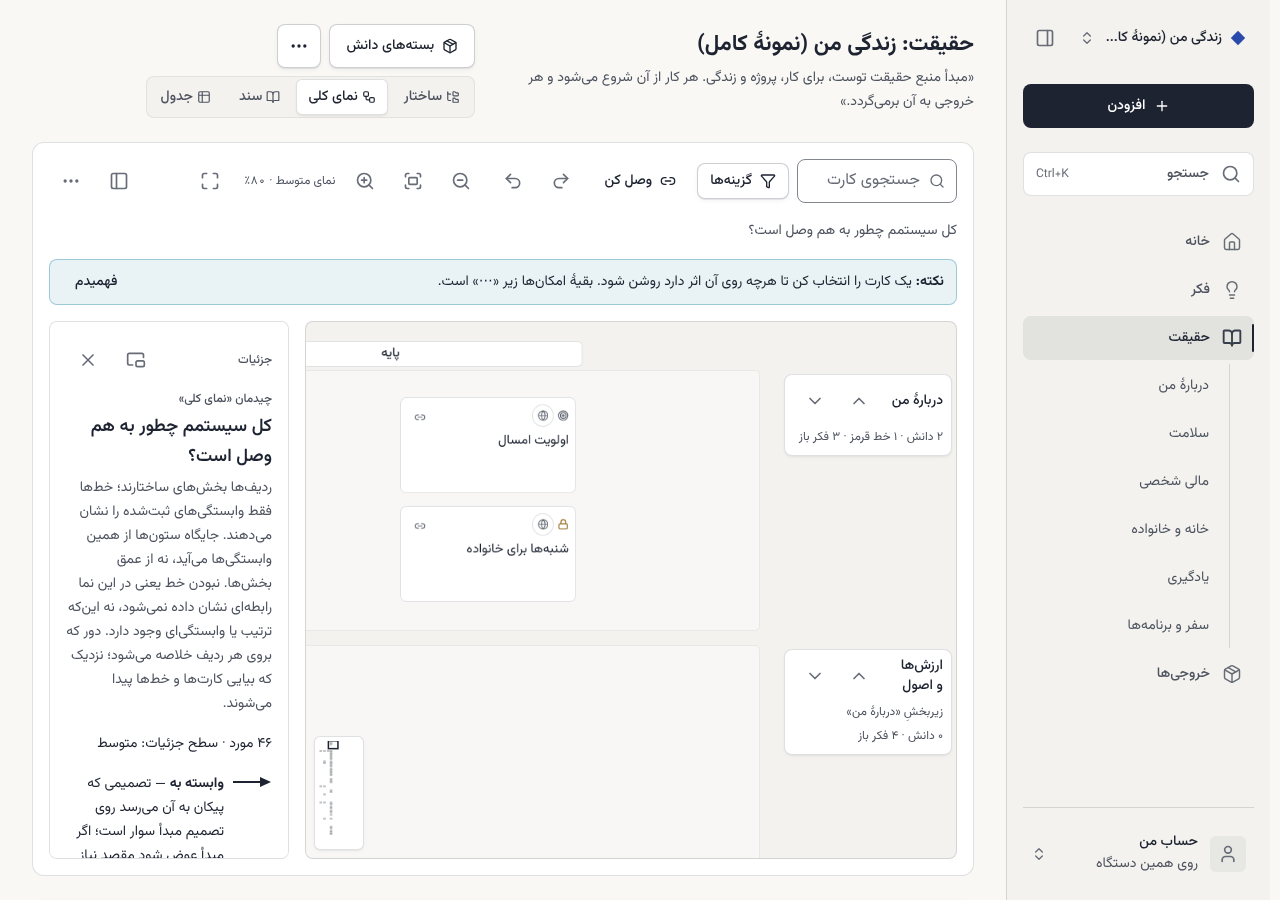 زندگی من (نمونهٔ کا...
افزودن
جستجو
Ctrl+K
خانه
فکر
حقیقت
دربارهٔ من
سلامت
مالی شخصی
خانه و خانواده
یادگیری
سفر و برنامه‌ها
خروجی‌ها
حساب من
روی همین دستگاه
حقیقت: زندگی من (نمونهٔ کامل)
«مبدأ منبع حقیقت توست، برای کار، پروژه و زندگی. هر کار از آن شروع می‌شود و هر
خروجی به آن برمی‌گردد.»
بسته‌های دانش
ساختار
نمای کلی
سند
جدول
جستجوی کارت
گزینه‌ها
وصل کن
نمای متوسط · ۸۰٪
کل سیستمم چطور به هم وصل است؟
نکته: یک کارت را انتخاب کن تا هرچه روی آن اثر دارد روشن شود. بقیهٔ امکان‌ها زیر «⋯» است.
فهمیدم
پایه
دربارهٔ من
۲ دانش · ۱ خط قرمز · ۳ فکر باز
اولویت امسال
شنبه‌ها برای خانواده
ارزش‌ها
و اصول
زیربخش «دربارهٔ من»
۰ دانش · ۴ فکر باز
جزئیات
چیدمان «نمای کلی»
کل سیستمم چطور به هم
وصل است؟
ردیف‌ها بخش‌های ساختارند؛ خط‌ها
فقط وابستگی‌های ثبت‌شده را نشان
می‌دهند. جایگاه ستون‌ها از همین
وابستگی‌ها می‌آید، نه از عمق
بخش‌ها. نبودن خط یعنی در این نما
رابطه‌ای نشان داده نمی‌شود، نه این‌که
ترتیب یا وابستگی‌ای وجود دارد. دور که
بروی هر ردیف خلاصه می‌شود؛ نزدیک
که بیایی کارت‌ها و خط‌ها پیدا
می‌شوند.
۴۶ مورد · سطح جزئیات: متوسط
وابسته به — تصمیمی که
پیکان به آن می‌رسد روی
تصمیم مبدأ سوار است؛ اگر
مبدأ عوض شود مقصد نیاز